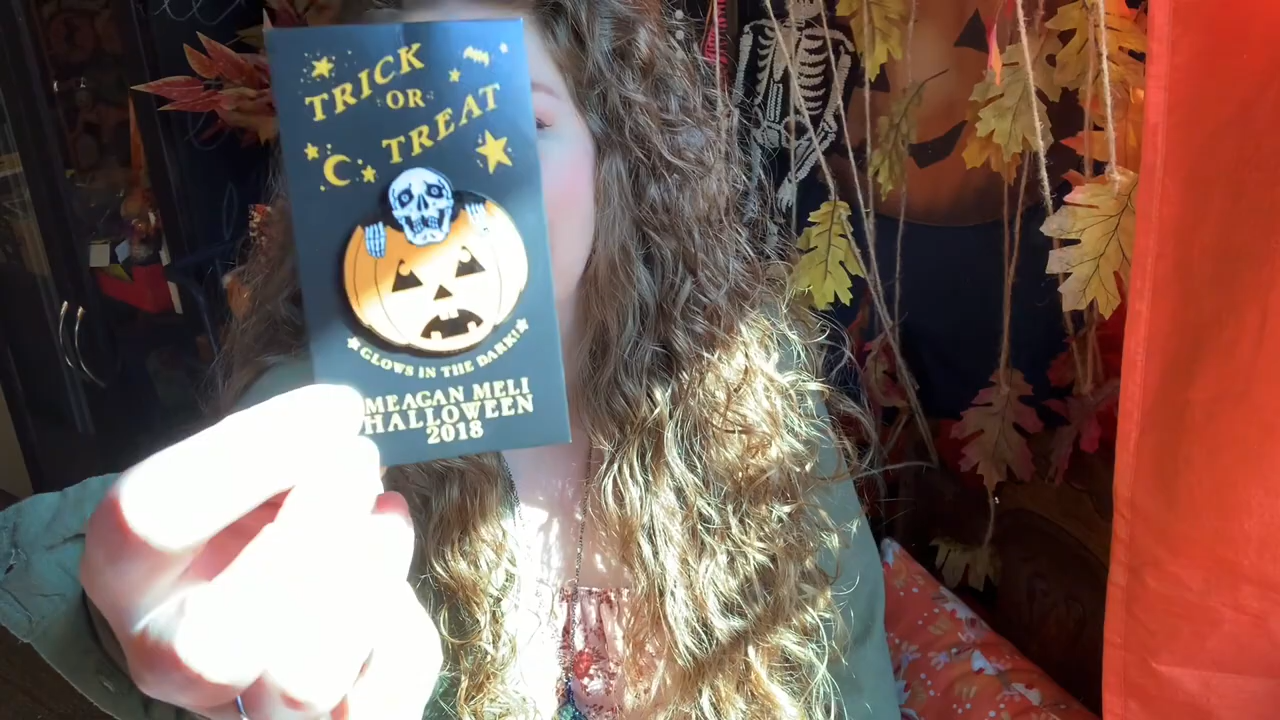 TRICK
OR
TREAT
GLOWS IN THE DARK!
MEAGAN MELI
HALLOWEEN
2018